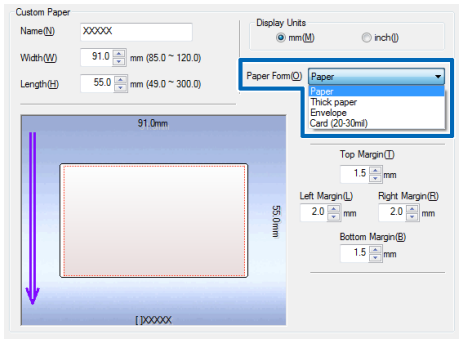 Custom Paper
Name(N) XXXXX
Width(W) 91.0 mm (85.0 ~ 120.0)
Length(H) 55.0 mm (49.0 ~ 300.0)
Display Units
mm(M) inch(I)
Paper Form(O) Paper
Paper
Thick paper
Envelope
Card (20-30mil)
91.0mm
55.0mm
[ ]XXXXX
Top Margin(T)
1.5 mm
Left Margin(L) Right Margin(R)
2.0 mm 2.0 mm
Bottom Margin(B)
1.5 mm